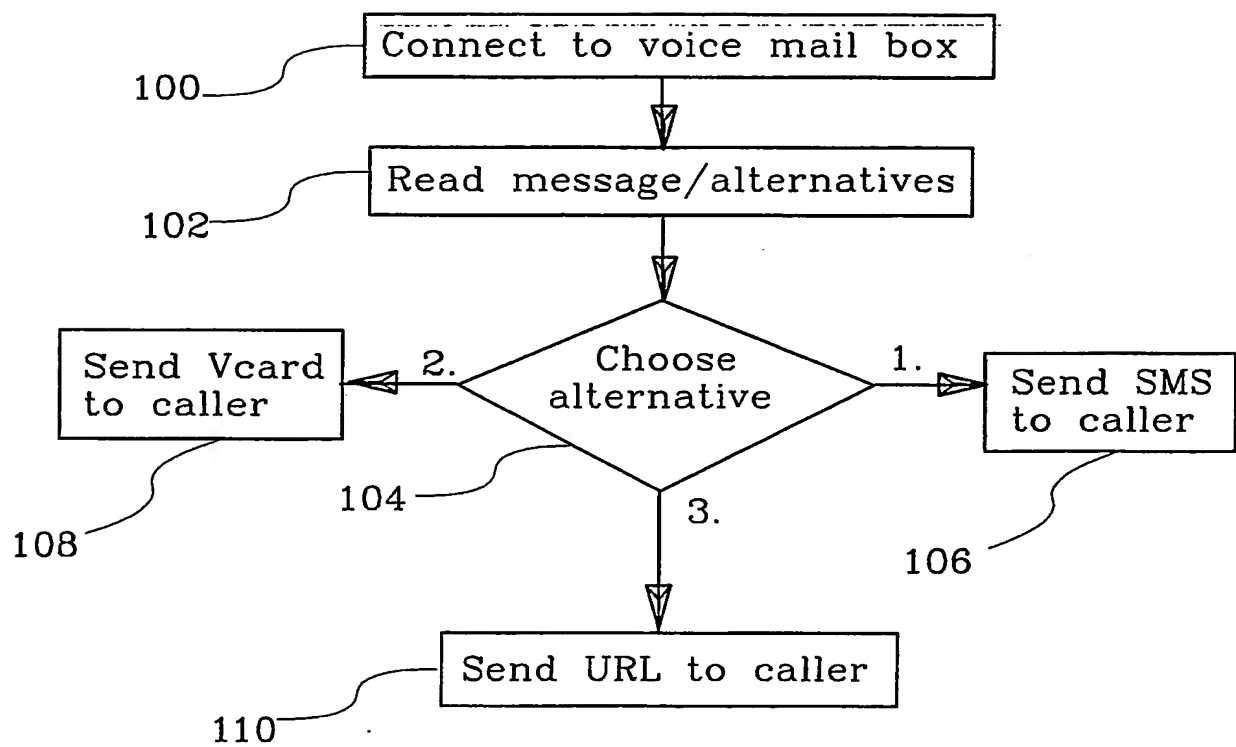 Connect to voice mail box
100
Read message/alternatives
102
Choose
alternative
2.
1.
Send Vcard
to caller
Send SMS
to caller
104
3.
108
106
Send URL to caller
110